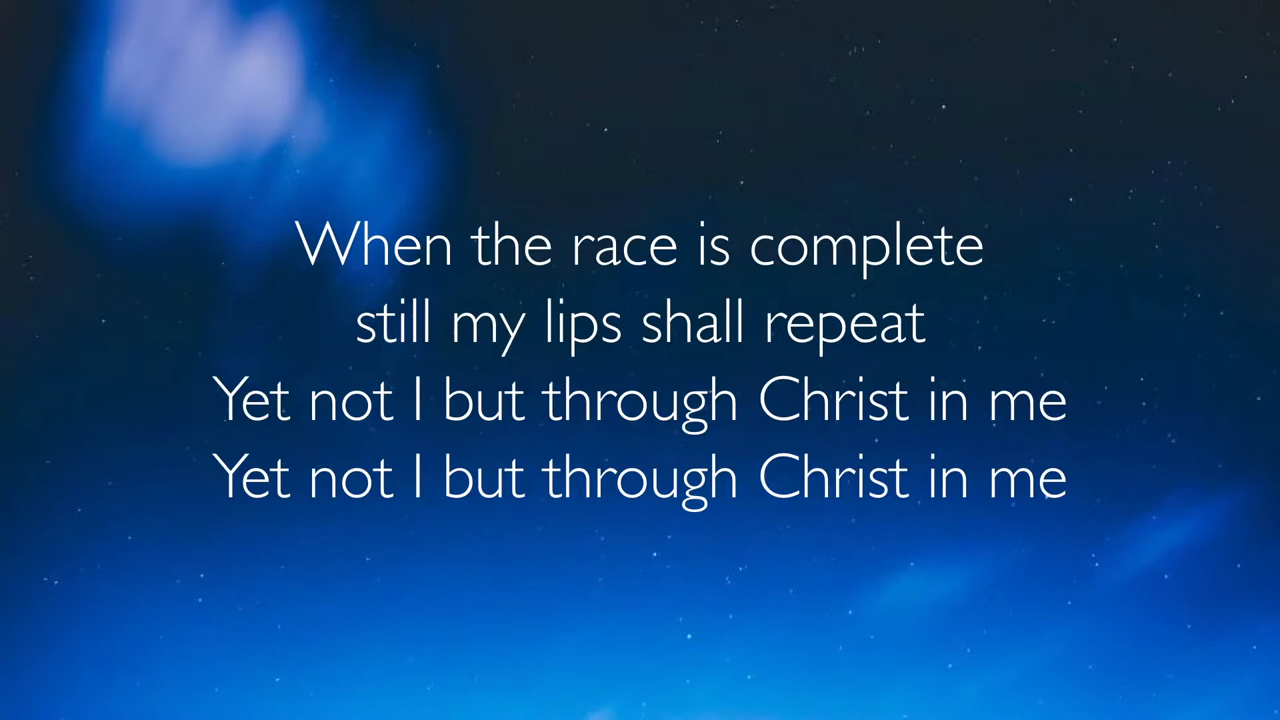 When the race is complete
still my lips shall repeat
Yet not I but through Christ in me
Yet not I but through Christ in me